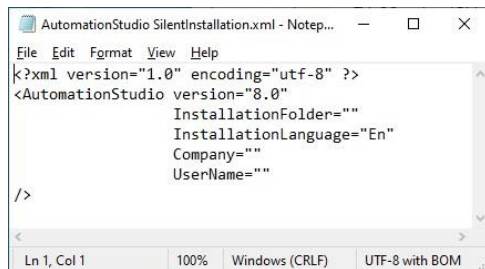 AutomationStudio SilentInstallation.xml - Notep...
File Edit Format View Help
<?xml version="1.0" encoding="utf-8" ?>
<AutomationStudio version="8.0"
InstallationFolder=""
InstallationLanguage="En"
Company=""
UserName=""
/>
Ln 1, Col 1 100% Windows (CRLF) UTF-8 with BOM